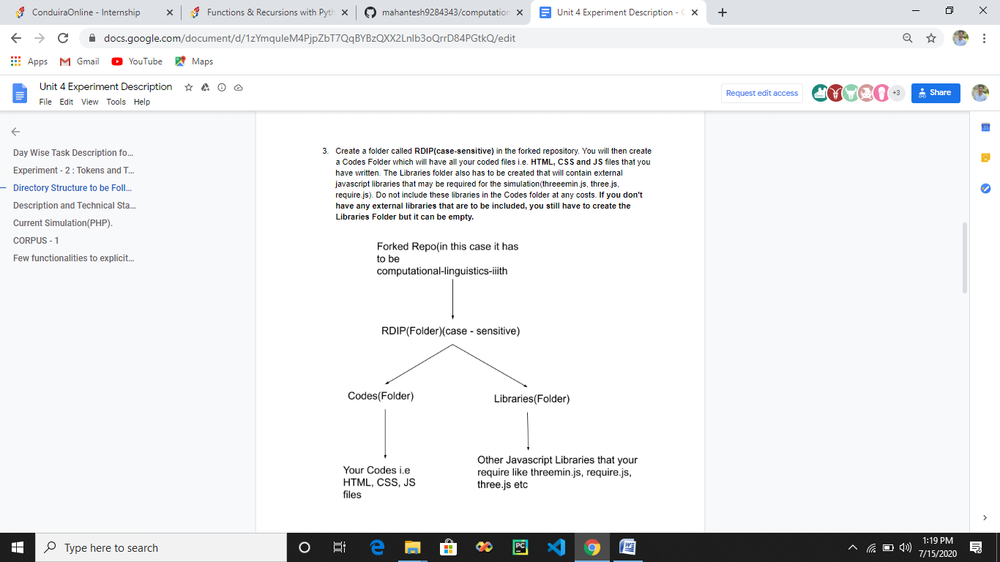 ConduiraOnline - Internship
Functions & Recursions with Pyth
mahantesh9284343/computation
Unit 4 Experiment Description - G
docs.google.com/document/d/1zYmquIeM4PjpZbT7QqBYBzQXX2LnIb3oQrrD84PGtkQ/edit
Apps Gmail YouTube Maps
Unit 4 Experiment Description
File Edit View Tools Help
Request edit access
+3
Share
Day Wise Task Description fo...
Experiment - 2 : Tokens and T...
Directory Structure to be Foll...
Description and Technical Sta...
Current Simulation(PHP).
CORPUS - 1
Few functionalities to explicit...
3. Create a folder called RDIP(case-sensitive) in the forked repository. You will then create
a Codes Folder which will have all your coded files i.e. HTML, CSS and JS files that you
have written. The Libraries folder also has to be created that will contain external
javascript libraries that may be required for the simulation(threeemin.js, three.js,
require.js). Do not include these libraries in the Codes folder at any costs. If you don't
have any external libraries that are to be included, you still have to create the
Libraries Folder but it can be empty.
Forked Repo(in this case it has
to be
computational-linguistics-iiith
RDIP(Folder)(case - sensitive)
Codes(Folder)
Libraries(Folder)
Your Codes i.e
HTML, CSS, JS
files
Other Javascript Libraries that your
require like threemin.js, require.js,
three.js etc
31
Type here to search
PC
1:19 PM
7/15/2020